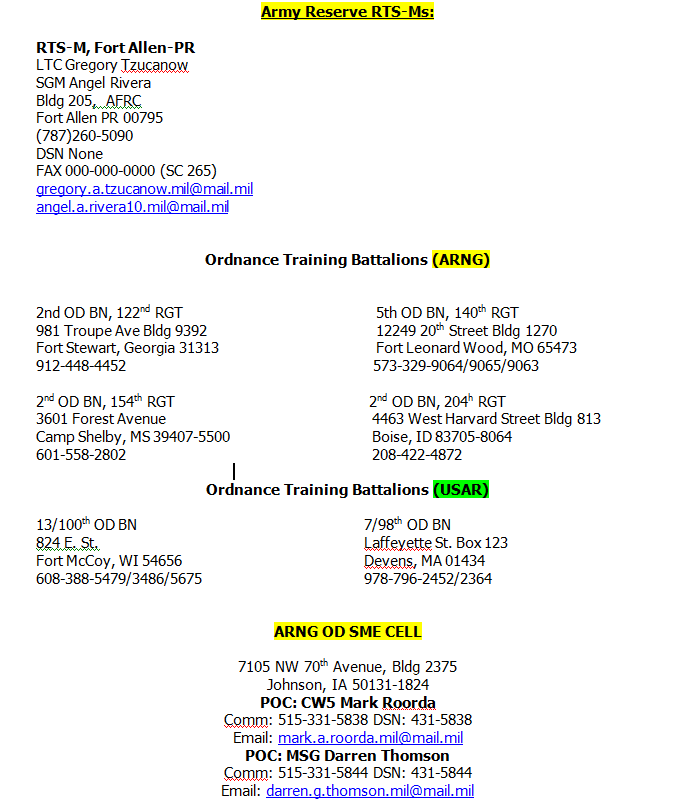 Army Reserve RTS-Ms:
RTS-M, Fort Allen-PR
LTC Gregory Tzucanow
SGM Angel Rivera
Bldg 205,  AFRC
Fort Allen PR 00795
(787)260-5090
DSN None
FAX 000-000-0000 (SC 265)
gregory.a.tzucanow.mil@mail.mil
angel.a.rivera10.mil@mail.mil
Ordnance Training Battalions (ARNG)
2nd OD BN, 122nd RGT
981 Troupe Ave Bldg 9392
Fort Stewart, Georgia 31313
912-448-4452
5th OD BN, 140th RGT
12249 20th Street Bldg 1270
Fort Leonard Wood, MO 65473
573-329-9064/9065/9063
2nd OD BN, 154th RGT
3601 Forest Avenue
Camp Shelby, MS 39407-5500
601-558-2802
2nd OD BN, 204h RGT
4463 West Harvard Street Bldg 813
Boise, ID 83705-8064
208-422-4872
Ordnance Training Battalions (USAR)
13/100th OD BN
824 E. St.
Fort McCoy, WI 54656
608-388-5479/3486/5675
7/98th OD BN
Laffeyette St. Box 123
Devens, MA 01434
978-796-2452/2364
ARNG OD SME CELL
7105 NW 70th Avenue, Bldg 2375
Johnson, IA 50131-1824
POC: CW5 Mark Roorda
Comm: 515-331-5838 DSN: 431-5838
Email: mark.a.roorda.mil@mail.mil
POC: MSG Darren Thomson
Comm: 515-331-5844 DSN: 431-5844
Email: darren.g.thomson.mil@mail.mil